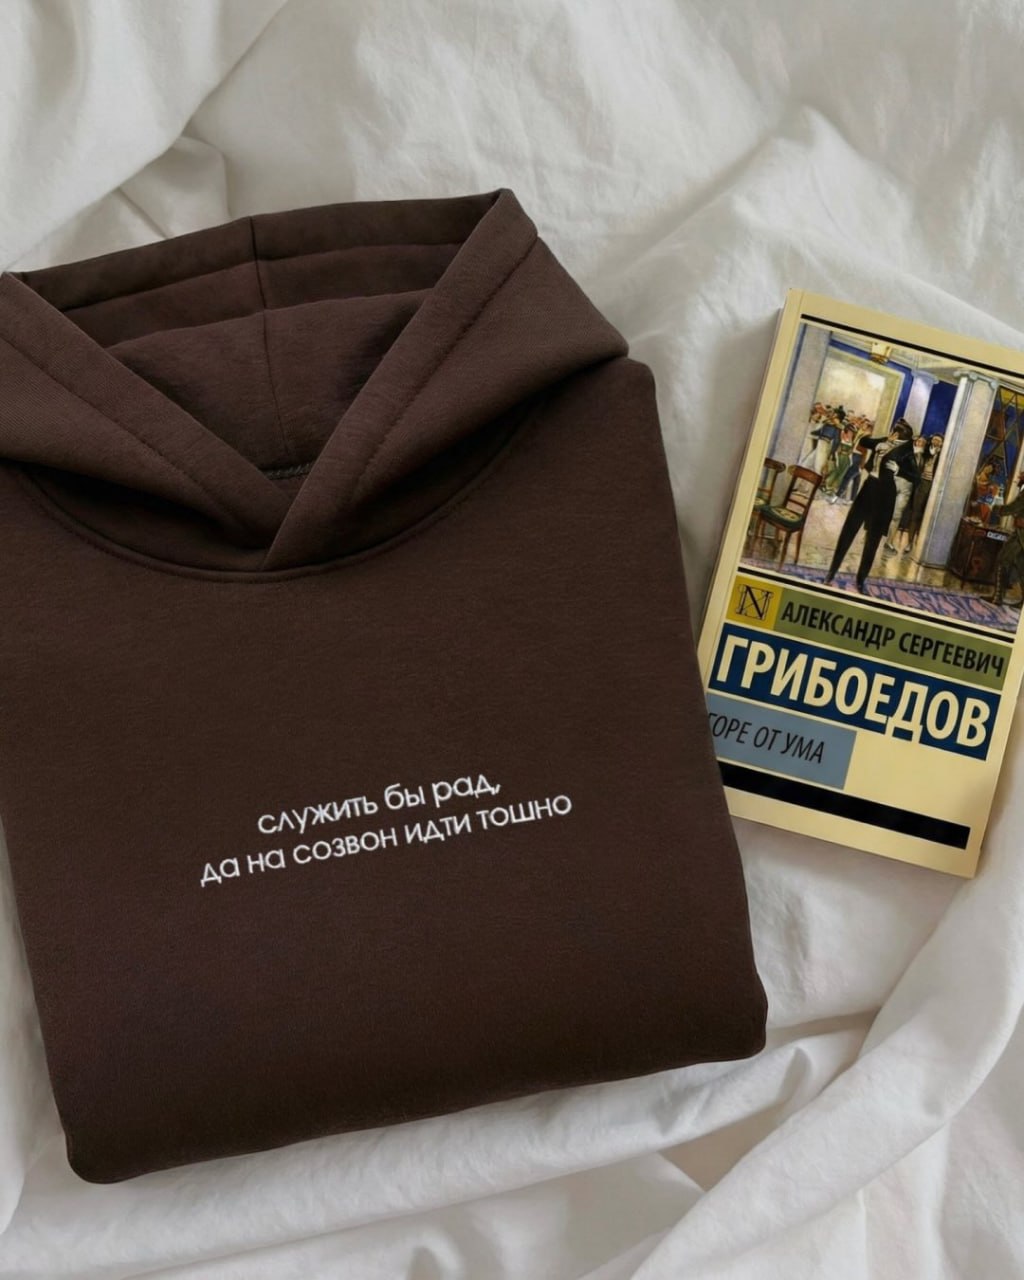 служить бы рад,
да на созвон идти тошно
N
АЛЕКСАНДР СЕРГЕЕВИЧ
ГРИБОЕДОВ
ГОРЕ ОТ УМА